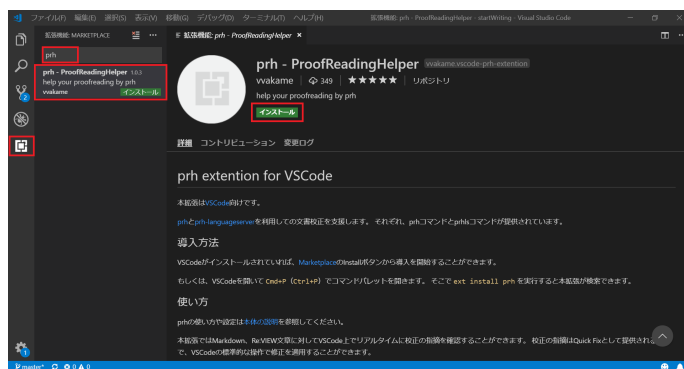 ファイル(F) 編集(E) 選択(S) 表示(V) 移動(G) デバッグ(D) ターミナル(T) ヘルプ(H) 拡張機能: prh - ProofReadingHelper - startWriting - Visual Studio Code
拡張機能: MARKETPLACE
拡張機能: prh - ProofReadingHelper
prh
prh - ProofReadingHelper 1.0.3
help your proofreading by prh
vvakame インストール
prh - ProofReadingHelper vvakame.vscode-prh-extention
vvakame 349 ★★★★★ リポジトリ
help your proofreading by prh
インストール
詳細 コントリビューション 変更ログ
prh extention for VSCode
本拡張はVSCode向けです。
prhとprh-languageserverを利用しての文書校正を支援します。 それぞれ、prhコマンドとprhlsコマンドが提供されています。
導入方法
VSCodeがインストールされていれば、MarketplaceのInstallボタンから導入を開始することができます。
もしくは、VSCodeを開いて Cmd+P (Ctrl+P) でコマンドパレットを開きます。 そこで ext install prh を実行すると本拡張が検索できます。
使い方
prhの使い方や設定は本体の説明を参照してください。
本拡張ではMarkdown、Re:VIEW文章に対してVSCode上でリアルタイムに校正の指摘を確認することができます。 校正の指摘はQuick Fixとして提供され
で、VSCodeの標準的な操作で修正を適用することができます。
2
1
master* 0 0